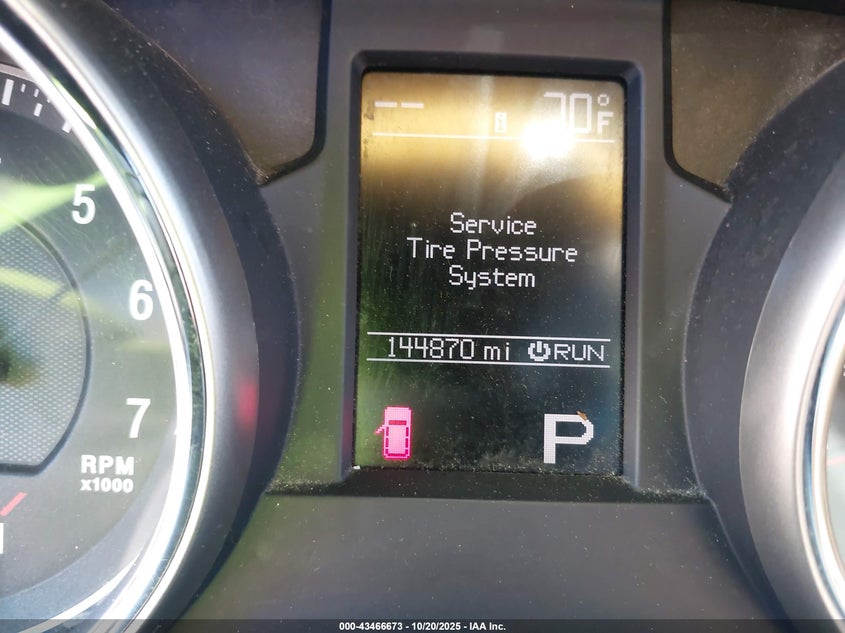 -- 70°F
Service
Tire Pressure
System
144870 mi RUN
P
5
6
7
RPM
x1000
000-43466673 - 10/20/2025 - IAA Inc.